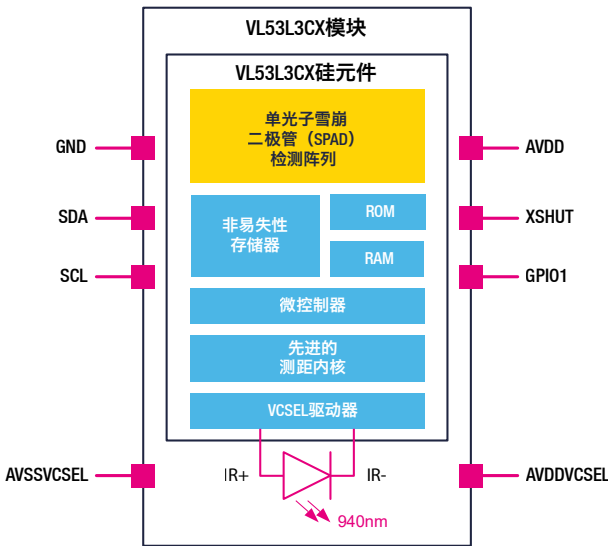 VL53L3CX模块
VL53L3CX硅元件
单光子雪崩
二极管（SPAD）
检测阵列
GND
AVDD
SDA
非易失性
存储器
ROM
XSHUT
SCL
RAM
GPIO1
微控制器
先进的
测距内核
VCSEL驱动器
AVSSVCSEL
IR+
IR-
AVDDVCSEL
940nm